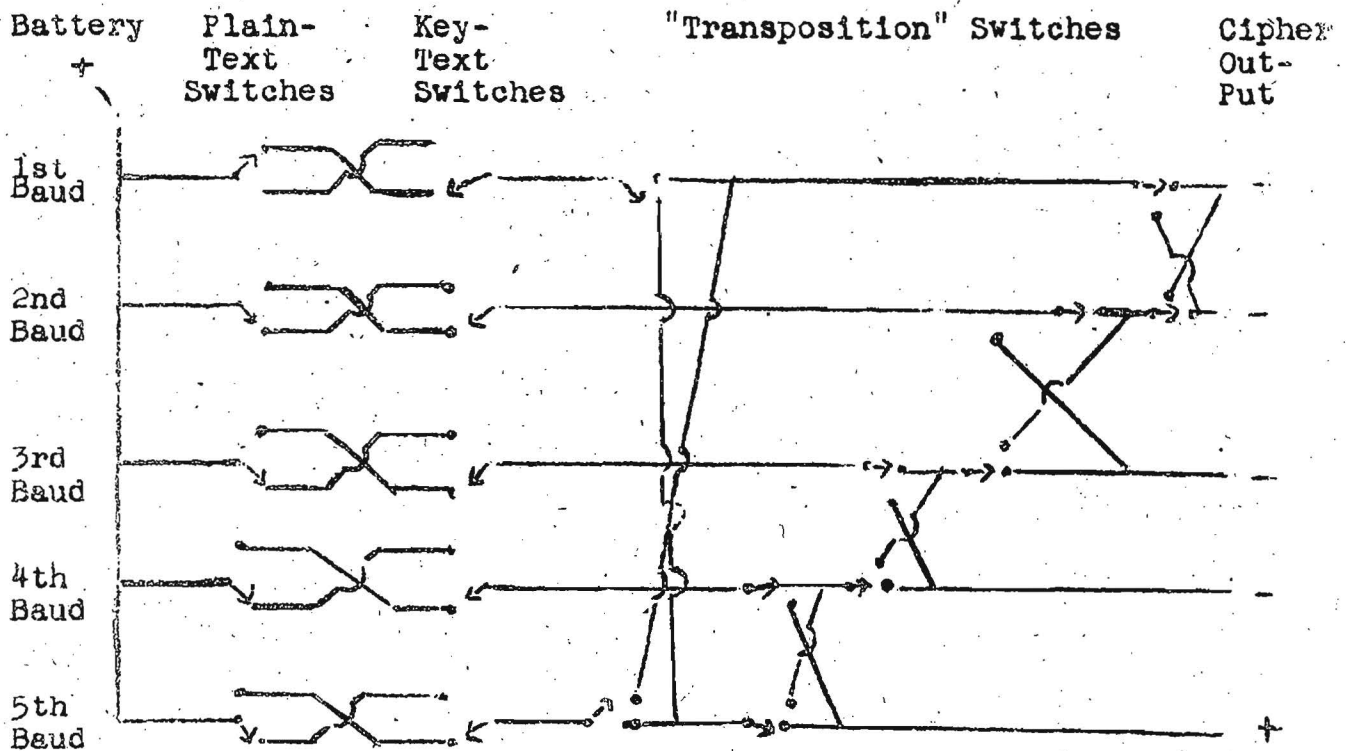 Battery Plain- Key- "Transposition" Switches Cipher
+ Text Text Out-
Switches Switches Put
1st
Baud -
2nd
Baud -
3rd
Baud -
4th
Baud -
5th
Baud +